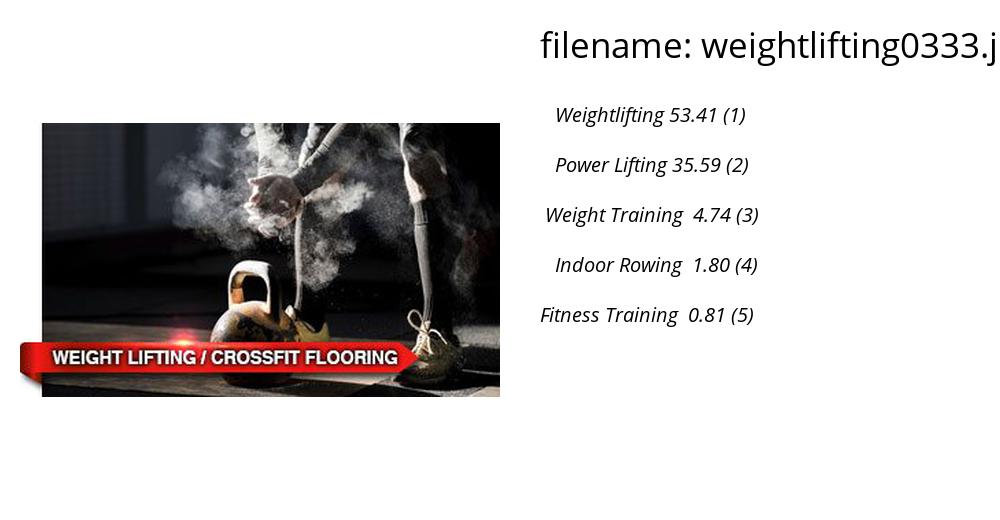 filename: weightlifting0333.j
Weightlifting 53.41 (1)
Power Lifting 35.59 (2)
Weight Training 4.74 (3)
Indoor Rowing 1.80 (4)
Fitness Training 0.81 (5)
WEIGHT LIFTING / CROSSFIT FLOORING